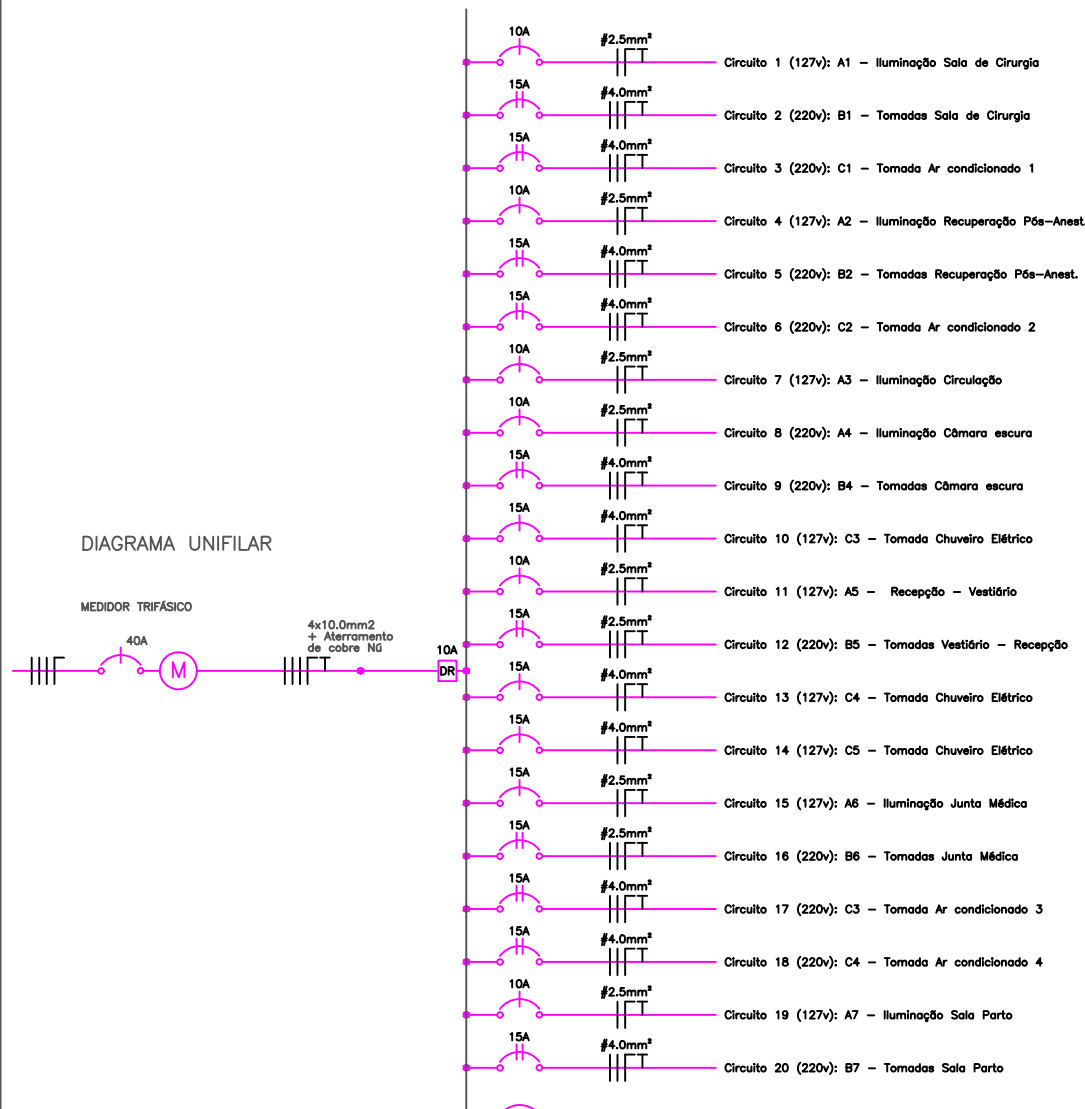 DIAGRAMA UNIFILAR
MEDIDOR TRIFÁSICO
40A
M
4x10.0mm2
+ Aterramento
de cobre NÚ
10A
DR
10A #2.5mm²
Circuito 1 (127v): A1 – Iluminação Sala de Cirurgia
15A #4.0mm²
Circuito 2 (220v): B1 – Tomadas Sala de Cirurgia
15A #4.0mm²
Circuito 3 (220v): C1 – Tomada Ar condicionado 1
10A #2.5mm²
Circuito 4 (127v): A2 – Iluminação Recuperação Pós–Anest
15A #4.0mm²
Circuito 5 (220v): B2 – Tomadas Recuperação Pós–Anest.
15A #4.0mm²
Circuito 6 (220v): C2 – Tomada Ar condicionado 2
10A #2.5mm²
Circuito 7 (127v): A3 – Iluminação Circulação
10A #2.5mm²
Circuito 8 (220v): A4 – Iluminação Câmara escura
15A #4.0mm²
Circuito 9 (220v): B4 – Tomadas Câmara escura
15A #4.0mm²
Circuito 10 (127v): C3 – Tomada Chuveiro Elétrico
10A #2.5mm²
Circuito 11 (127v): A5 – Recepção – Vestiário
15A #2.5mm²
Circuito 12 (220v): B5 – Tomadas Vestiário – Recepção
15A #4.0mm²
Circuito 13 (127v): C4 – Tomada Chuveiro Elétrico
15A #4.0mm²
Circuito 14 (127v): C5 – Tomada Chuveiro Elétrico
15A #2.5mm²
Circuito 15 (127v): A6 – Iluminação Junta Médica
15A #2.5mm²
Circuito 16 (220v): B6 – Tomadas Junta Médica
15A #4.0mm²
Circuito 17 (220v): C3 – Tomada Ar condicionado 3
15A #4.0mm²
Circuito 18 (220v): C4 – Tomada Ar condicionado 4
10A #2.5mm²
Circuito 19 (127v): A7 – Iluminação Sala Parto
15A #4.0mm²
Circuito 20 (220v): B7 – Tomadas Sala Parto